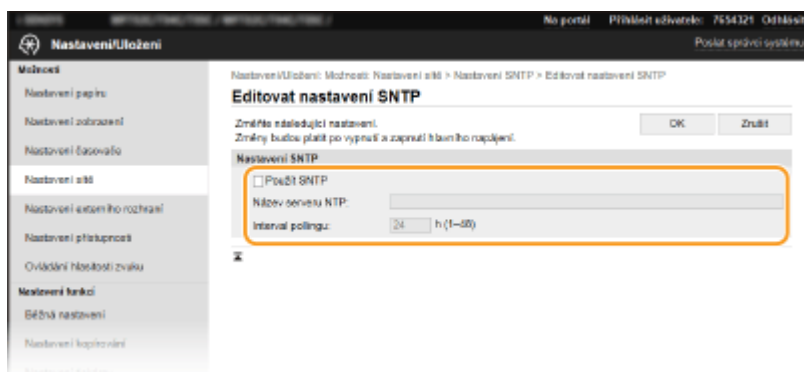 Na portál Přihlásit uživatele: 7654321 Odhlásit
Nastavení/Uložení
Poslat správci systému
Možnosti
Nastavení papíru
Nastavení zobrazení
Nastavení časovače
Nastavení sítě
Nastavení externího rozhraní
Nastavení přístupnosti
Ovládání hlasitosti zvuku
Nastavení funkcí
Běžná nastavení
Nastavení kopírování
Nastavení/Uložení: Možnosti: Nastavení sítě > Nastavení SNTP > Editovat nastavení SNTP
Editovat nastavení SNTP
Změňte následující nastavení.
Změny budou platit po vypnutí a zapnutí hlavního napájení.
OK
Zrušit
Nastavení SNTP
Použít SNTP
Název serveru NTP:
Interval pollingu:
24 h (1–48)